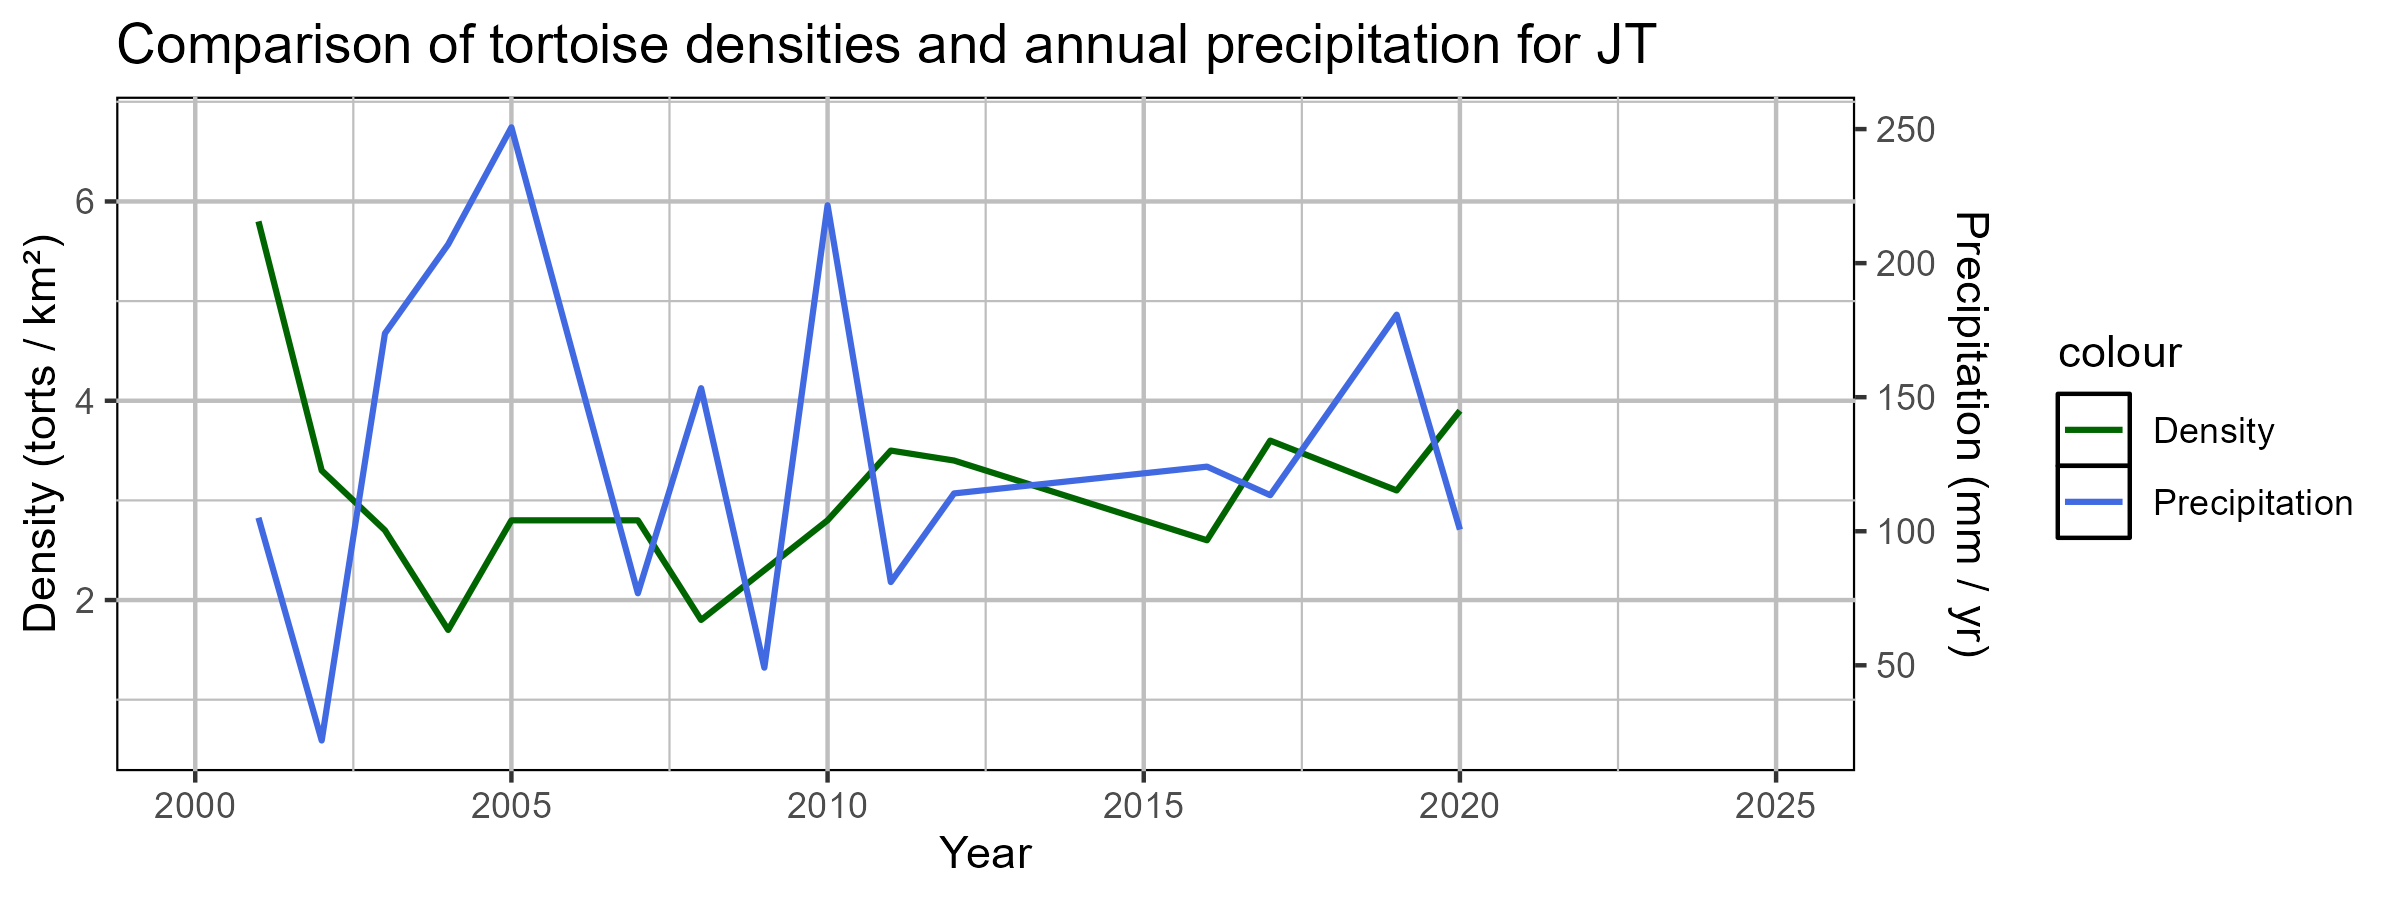 Comparison of tortoise densities and annual precipitation for JT
Density (torts / km²)
6
4
2
250
200
150
100
50
Precipitation (mm / yr)
2000 2005 2010 2015 2020 2025
Year
colour
Density
Precipitation